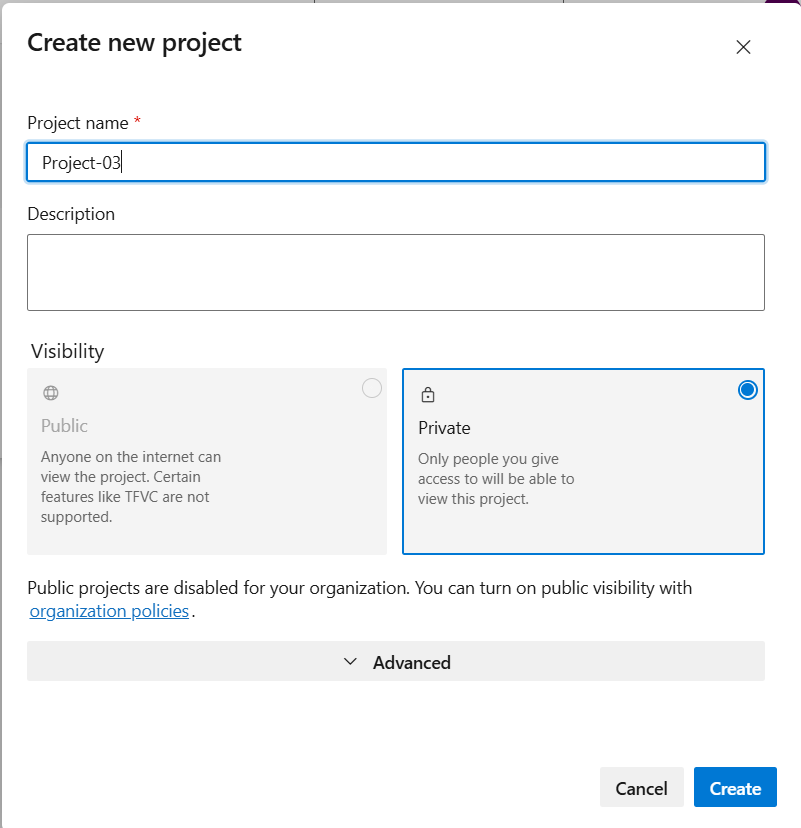 Create new project
Project name *
Project-03
Description
Visibility
Public
Anyone on the internet can
view the project. Certain
features like TFVC are not
supported.
Private
Only people you give
access to will be able to
view this project.
Public projects are disabled for your organization. You can turn on public visibility with
organization policies.
Advanced
Cancel
Create